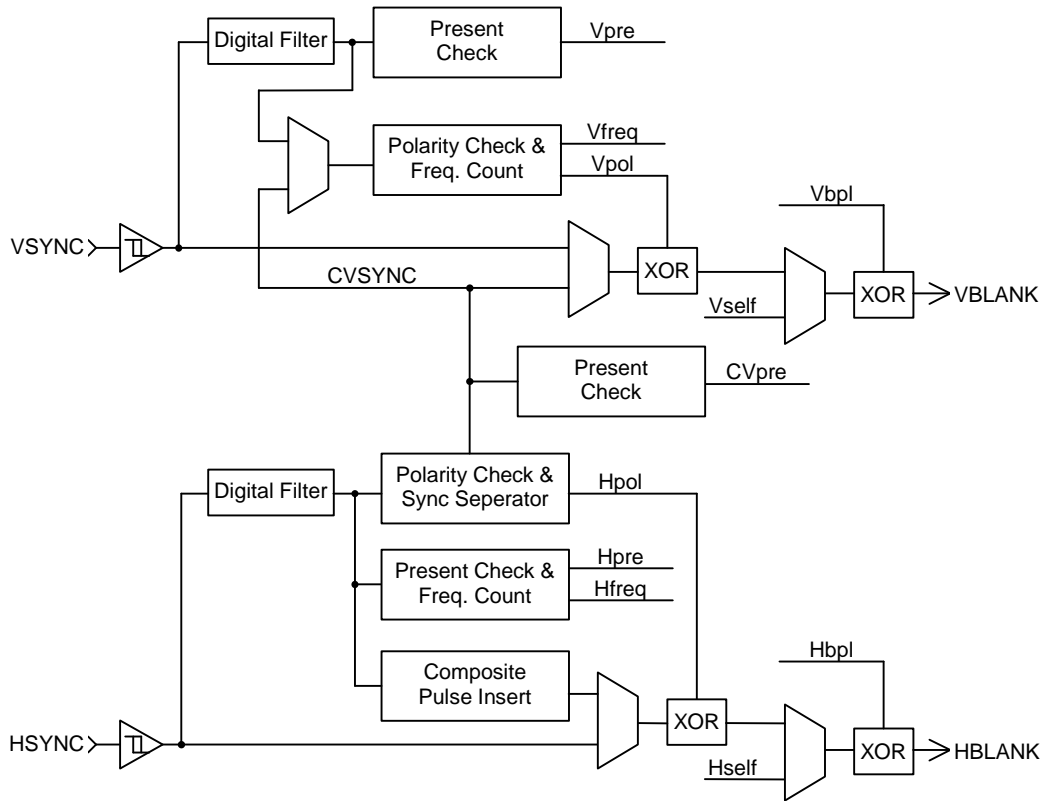 Digital Filter
Present
Check
Vpre
Polarity Check &
Freq. Count
Vfreq
Vpol
Vbpl
VSYNC
CVSYNC
XOR
Vself
XOR
VBLANK
Present
Check
CVpre
Digital Filter
Polarity Check &
Sync Seperator
Hpol
Present Check &
Freq. Count
Hpre
Hfreq
Composite
Pulse Insert
Hbpl
HSYNC
XOR
Hself
XOR
HBLANK